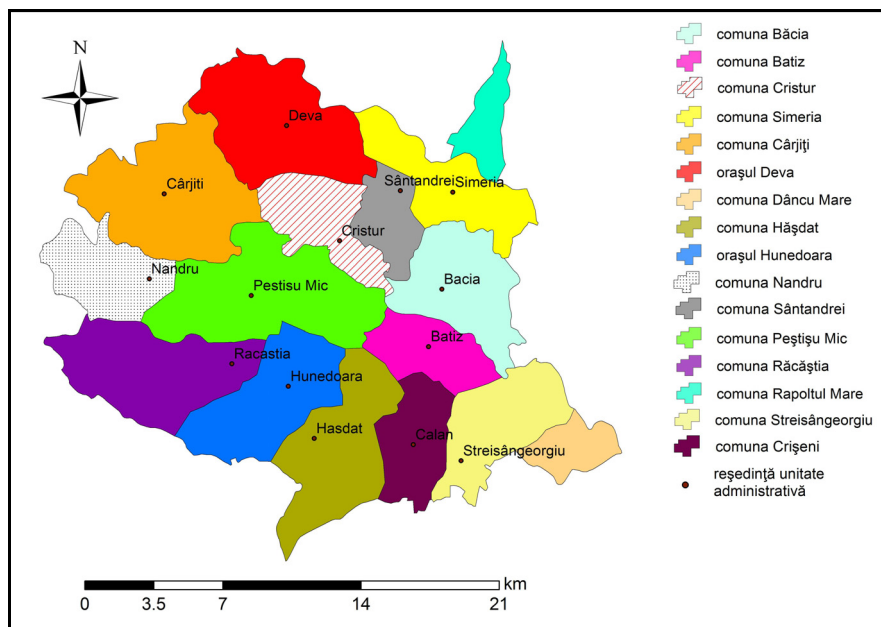 N
Deva
Cârjiti
Sântandrei
Simeria
Cristur
Nandru
Pestisu Mic
Bacia
Batiz
Racastia
Hunedoara
Hasdat
Calan
Streisângeorgiu
comuna Băcia
comuna Batiz
comuna Cristur
comuna Simeria
comuna Cârjiţi
oraşul Deva
comuna Dâncu Mare
comuna Hăşdat
oraşul Hunedoara
comuna Nandru
comuna Sântandrei
comuna Peştişu Mic
comuna Răcăştia
comuna Rapoltul Mare
comuna Streisângeorgiu
comuna Crişeni
reşedinţă unitate
administrativă
km
0 3.5 7 14 21